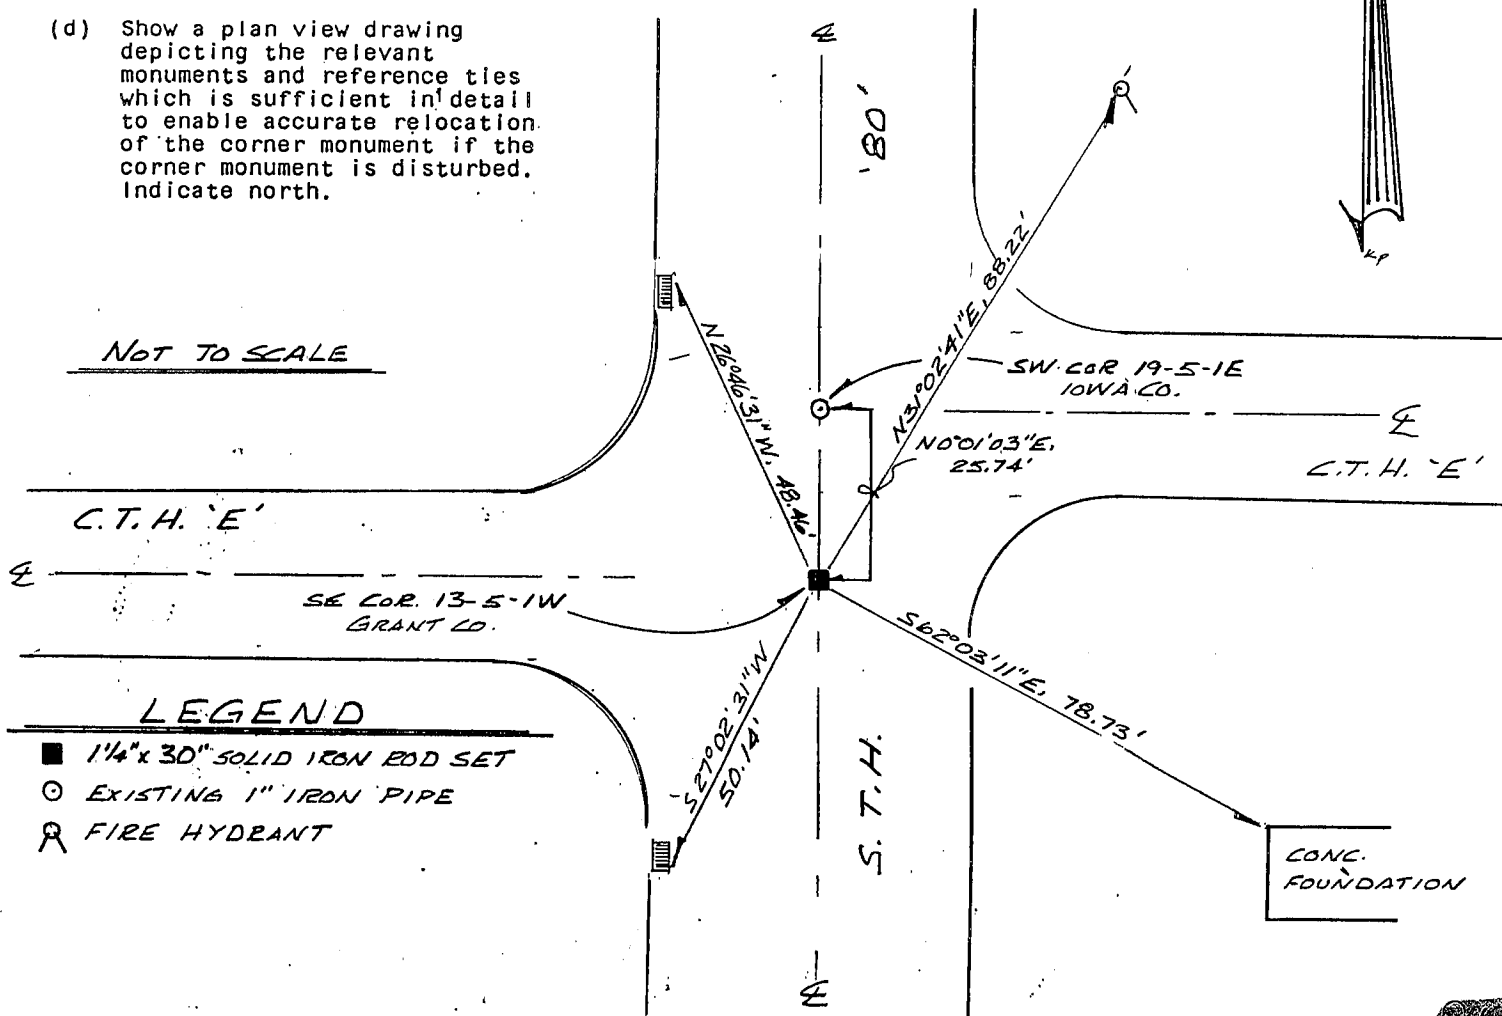 (d) Show a plan view drawing
depicting the relevant
monuments and reference ties
which is sufficient in detail
to enable accurate relocation
of the corner monument if the
corner monument is disturbed.
Indicate north.
℄
'80'
N31°02'41"E, 88.22'
KP
NOT TO SCALE
N26°46'31"W, 48.46'
SW. COR 19-5-1E
IOWA CO.
℄
N0°01'03"E,
25.74'
C.T.H. 'E'
C.T.H. 'E'
℄
SE COR. 13-5-1W
GRANT CO.
S62°03'11"E, 78.73'
S27°02'31"W
50.14'
S.T.H.
LEGEND
1¼"x 30" SOLID IRON ROD SET
EXISTING 1" IRON PIPE
FIRE HYDRANT
CONC.
FOUNDATION
℄